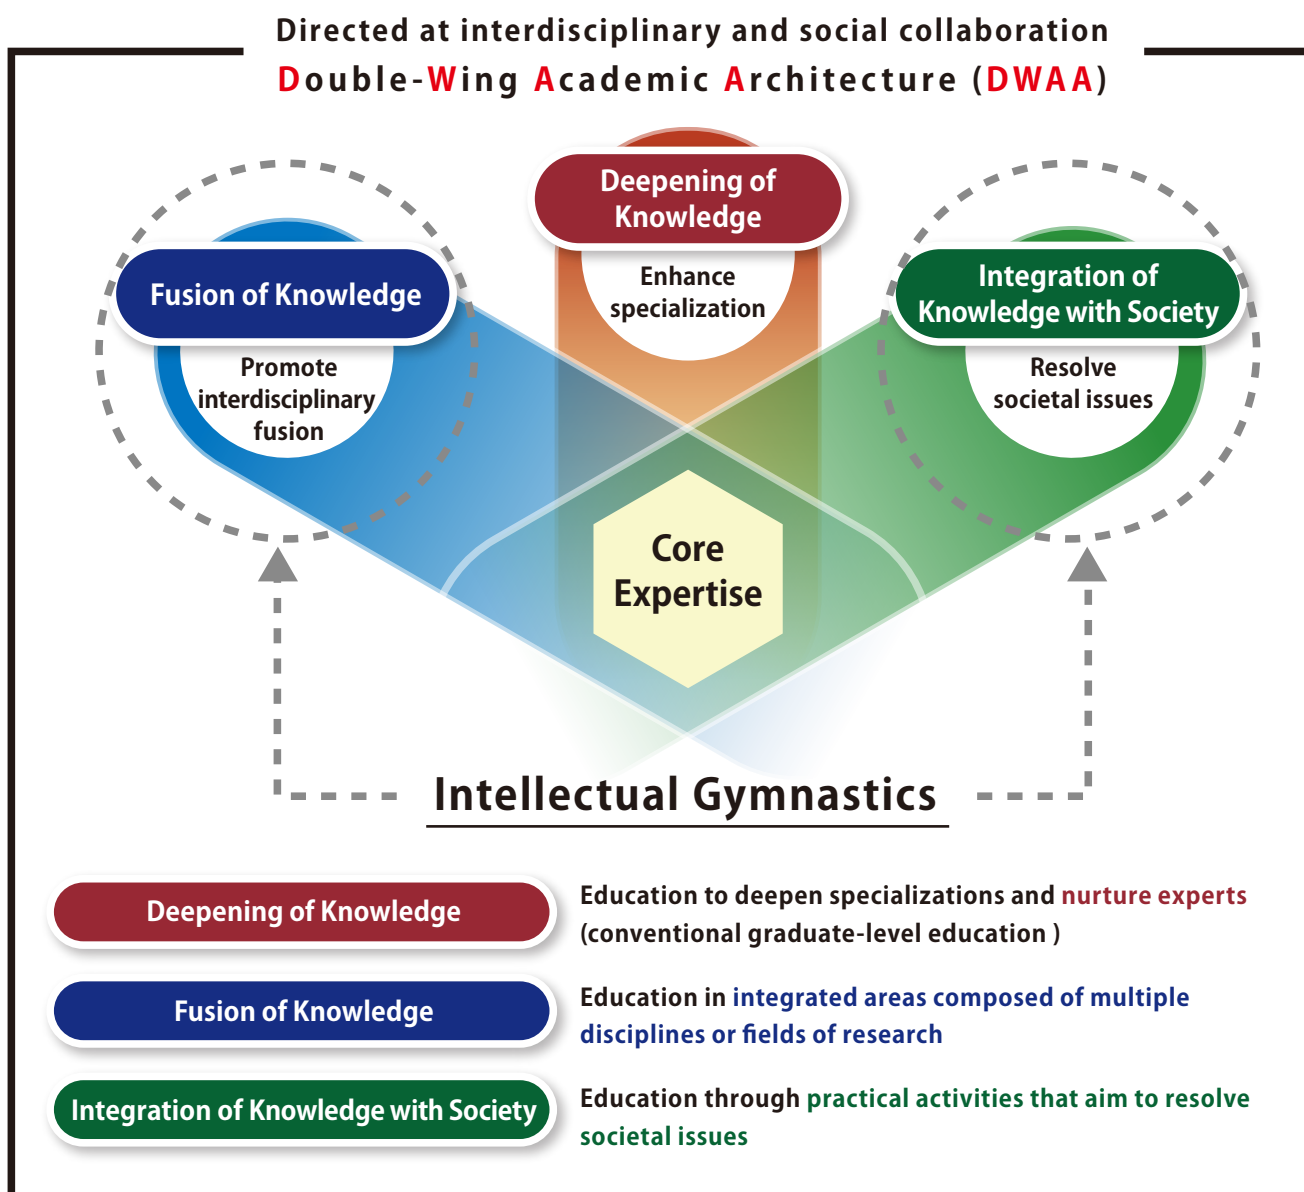 Directed at interdisciplinary and social collaboration
Double-Wing Academic Architecture (DWAA)
Deepening of
Knowledge
Enhance
specialization
Fusion of Knowledge
Promote
interdisciplinary
fusion
Integration of
Knowledge with Society
Resolve
societal issues
Core
Expertise
Intellectual Gymnastics
Deepening of Knowledge
Education to deepen specializations and nurture experts
(conventional graduate-level education )
Fusion of Knowledge
Education in integrated areas composed of multiple
disciplines or fields of research
Integration of Knowledge with Society
Education through practical activities that aim to resolve
societal issues